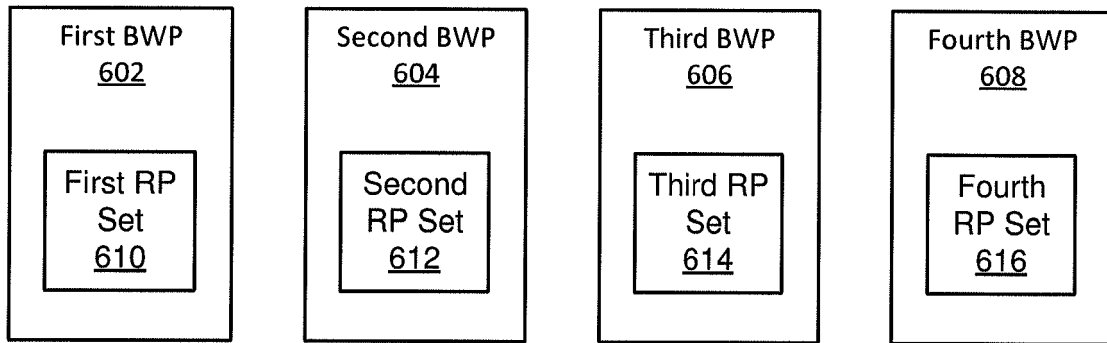 First BWP
602
First RP
Set
610
Second BWP
604
Second
RP Set
612
Third BWP
606
Third RP
Set
614
Fourth BWP
608
Fourth
RP Set
616